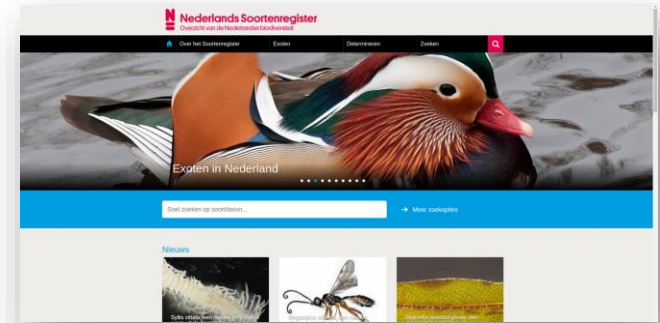 Nederlands Soortenregister
Overzicht van de Nederlandse biodiversiteit
Over het Soortenregister
Exoten
Determineren
Zoeken
Exoten in Nederland
Snel zoeken op soort/taxon...
Meer zoekopties
Nieuws